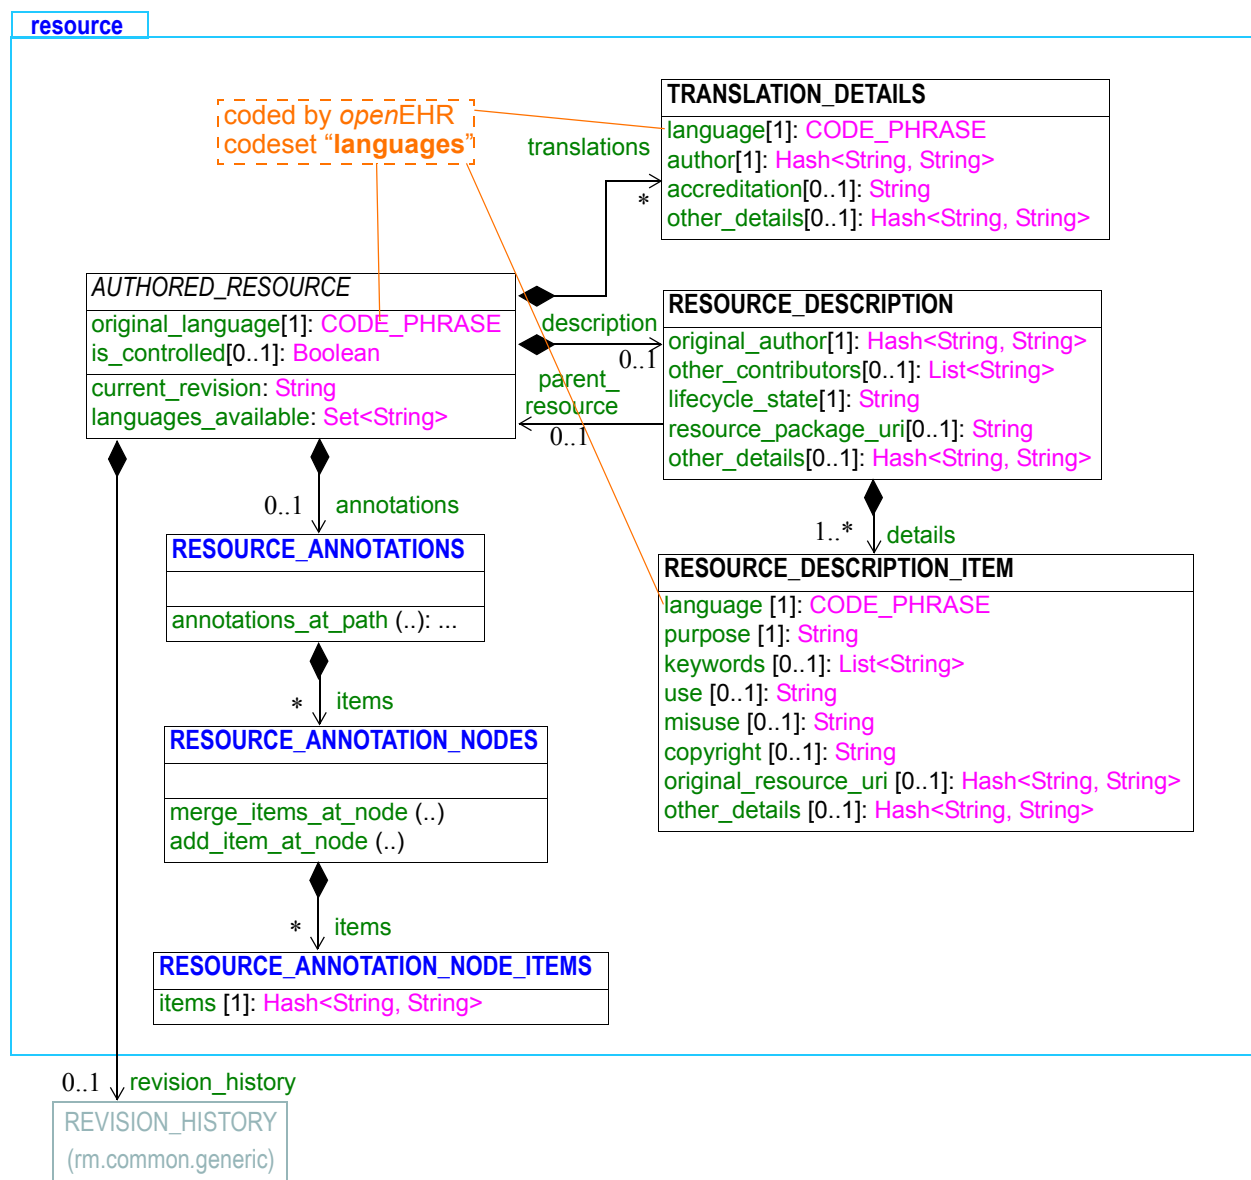 resource
coded by openEHR
codeset “languages”
translations
*
TRANSLATION_DETAILS
language[1]: CODE_PHRASE
author[1]: Hash<String, String>
accreditation[0..1]: String
other_details[0..1]: Hash<String, String>
AUTHORED_RESOURCE
original_language[1]: CODE_PHRASE
is_controlled[0..1]: Boolean
current_revision: String
languages_available: Set<String>
description
0..1
parent_
resource
0..1
RESOURCE_DESCRIPTION
original_author[1]: Hash<String, String>
other_contributors[0..1]: List<String>
lifecycle_state[1]: String
resource_package_uri[0..1]: String
other_details[0..1]: Hash<String, String>
0..1 annotations
1..* details
RESOURCE_ANNOTATIONS
annotations_at_path (..): ...
* items
RESOURCE_ANNOTATION_NODES
merge_items_at_node (..)
add_item_at_node (..)
* items
RESOURCE_ANNOTATION_NODE_ITEMS
items [1]: Hash<String, String>
RESOURCE_DESCRIPTION_ITEM
language [1]: CODE_PHRASE
purpose [1]: String
keywords [0..1]: List<String>
use [0..1]: String
misuse [0..1]: String
copyright [0..1]: String
original_resource_uri [0..1]: Hash<String, String>
other_details [0..1]: Hash<String, String>
0..1 revision_history
REVISION_HISTORY
(rm.common.generic)